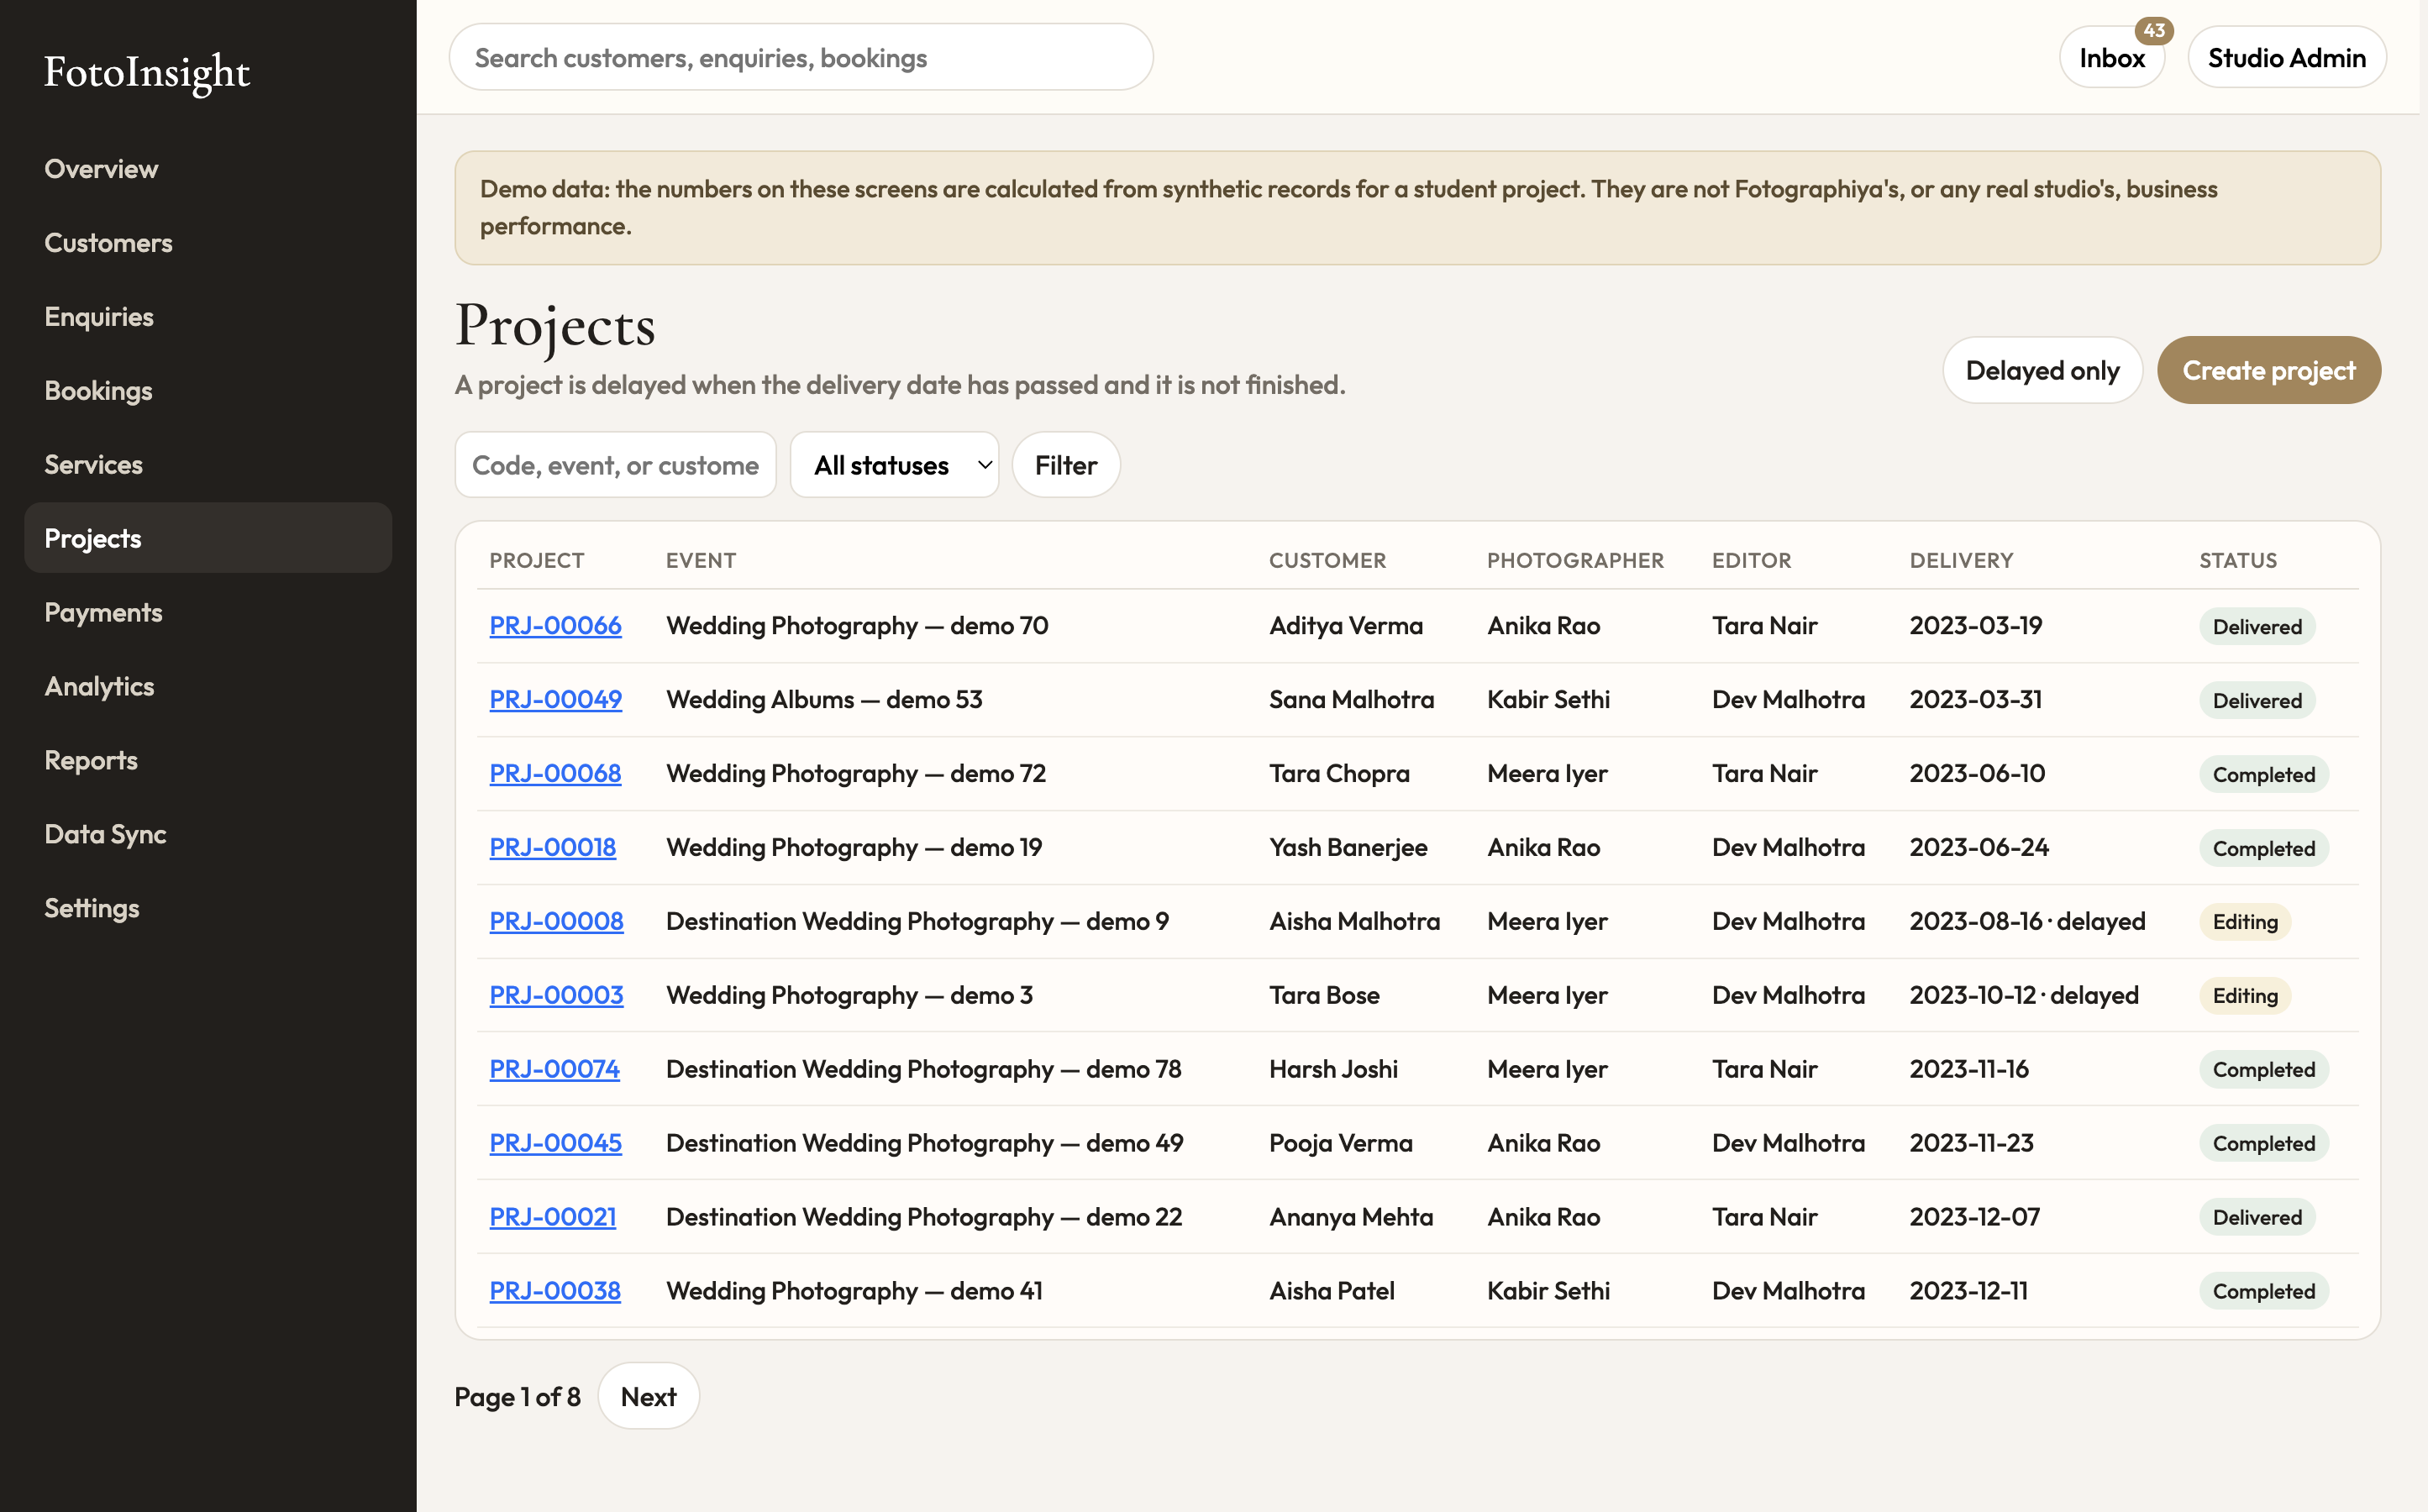 FotoInsight
Overview
Customers
Enquiries
Bookings
Services
Projects
Payments
Analytics
Reports
Data Sync
Settings
Search customers, enquiries, bookings
Inbox 43
Studio Admin
Demo data: the numbers on these screens are calculated from synthetic records for a student project. They are not Fotographiya's, or any real studio's, business
performance.
Projects
A project is delayed when the delivery date has passed and it is not finished.
Delayed only
Create project
Code, event, or custome
All statuses
Filter
PROJECT EVENT CUSTOMER PHOTOGRAPHER EDITOR DELIVERY STATUS
PRJ-00066 Wedding Photography — demo 70 Aditya Verma Anika Rao Tara Nair 2023-03-19 Delivered
PRJ-00049 Wedding Albums — demo 53 Sana Malhotra Kabir Sethi Dev Malhotra 2023-03-31 Delivered
PRJ-00068 Wedding Photography — demo 72 Tara Chopra Meera Iyer Tara Nair 2023-06-10 Completed
PRJ-00018 Wedding Photography — demo 19 Yash Banerjee Anika Rao Dev Malhotra 2023-06-24 Completed
PRJ-00008 Destination Wedding Photography — demo 9 Aisha Malhotra Meera Iyer Dev Malhotra 2023-08-16 · delayed Editing
PRJ-00003 Wedding Photography — demo 3 Tara Bose Meera Iyer Dev Malhotra 2023-10-12 · delayed Editing
PRJ-00074 Destination Wedding Photography — demo 78 Harsh Joshi Meera Iyer Tara Nair 2023-11-16 Completed
PRJ-00045 Destination Wedding Photography — demo 49 Pooja Verma Anika Rao Dev Malhotra 2023-11-23 Completed
PRJ-00021 Destination Wedding Photography — demo 22 Ananya Mehta Anika Rao Tara Nair 2023-12-07 Delivered
PRJ-00038 Wedding Photography — demo 41 Aisha Patel Kabir Sethi Dev Malhotra 2023-12-11 Completed
Page 1 of 8
Next